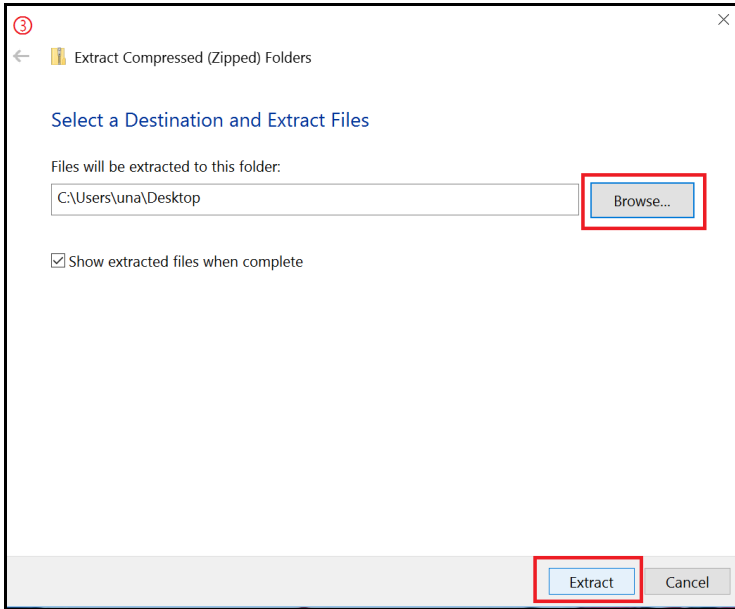 ③
Extract Compressed (Zipped) Folders
Select a Destination and Extract Files
Files will be extracted to this folder:
C:\Users\una\Desktop
Browse...
Show extracted files when complete
Extract
Cancel